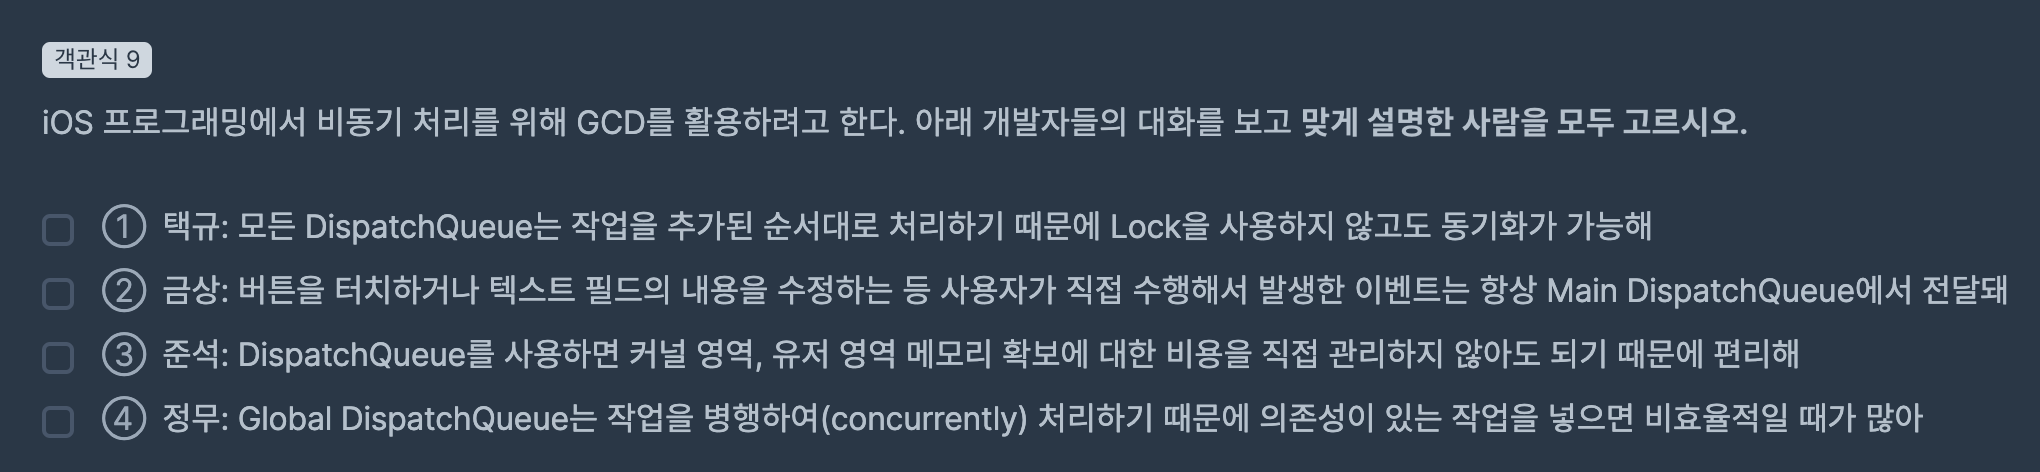 객관식 9
iOS 프로그래밍에서 비동기 처리를 위해 GCD를 활용하려고 한다. 아래 개발자들의 대화를 보고 맞게 설명한 사람을 모두 고르시오.
① 택규: 모든 DispatchQueue는 작업을 추가된 순서대로 처리하기 때문에 Lock을 사용하지 않고도 동기화가 가능해
② 금상: 버튼을 터치하거나 텍스트 필드의 내용을 수정하는 등 사용자가 직접 수행해서 발생한 이벤트는 항상 Main DispatchQueue에서 전달돼
③ 준석: DispatchQueue를 사용하면 커널 영역, 유저 영역 메모리 확보에 대한 비용을 직접 관리하지 않아도 되기 때문에 편리해
④ 정무: Global DispatchQueue는 작업을 병행하여(concurrently) 처리하기 때문에 의존성이 있는 작업을 넣으면 비효율적일 때가 많아